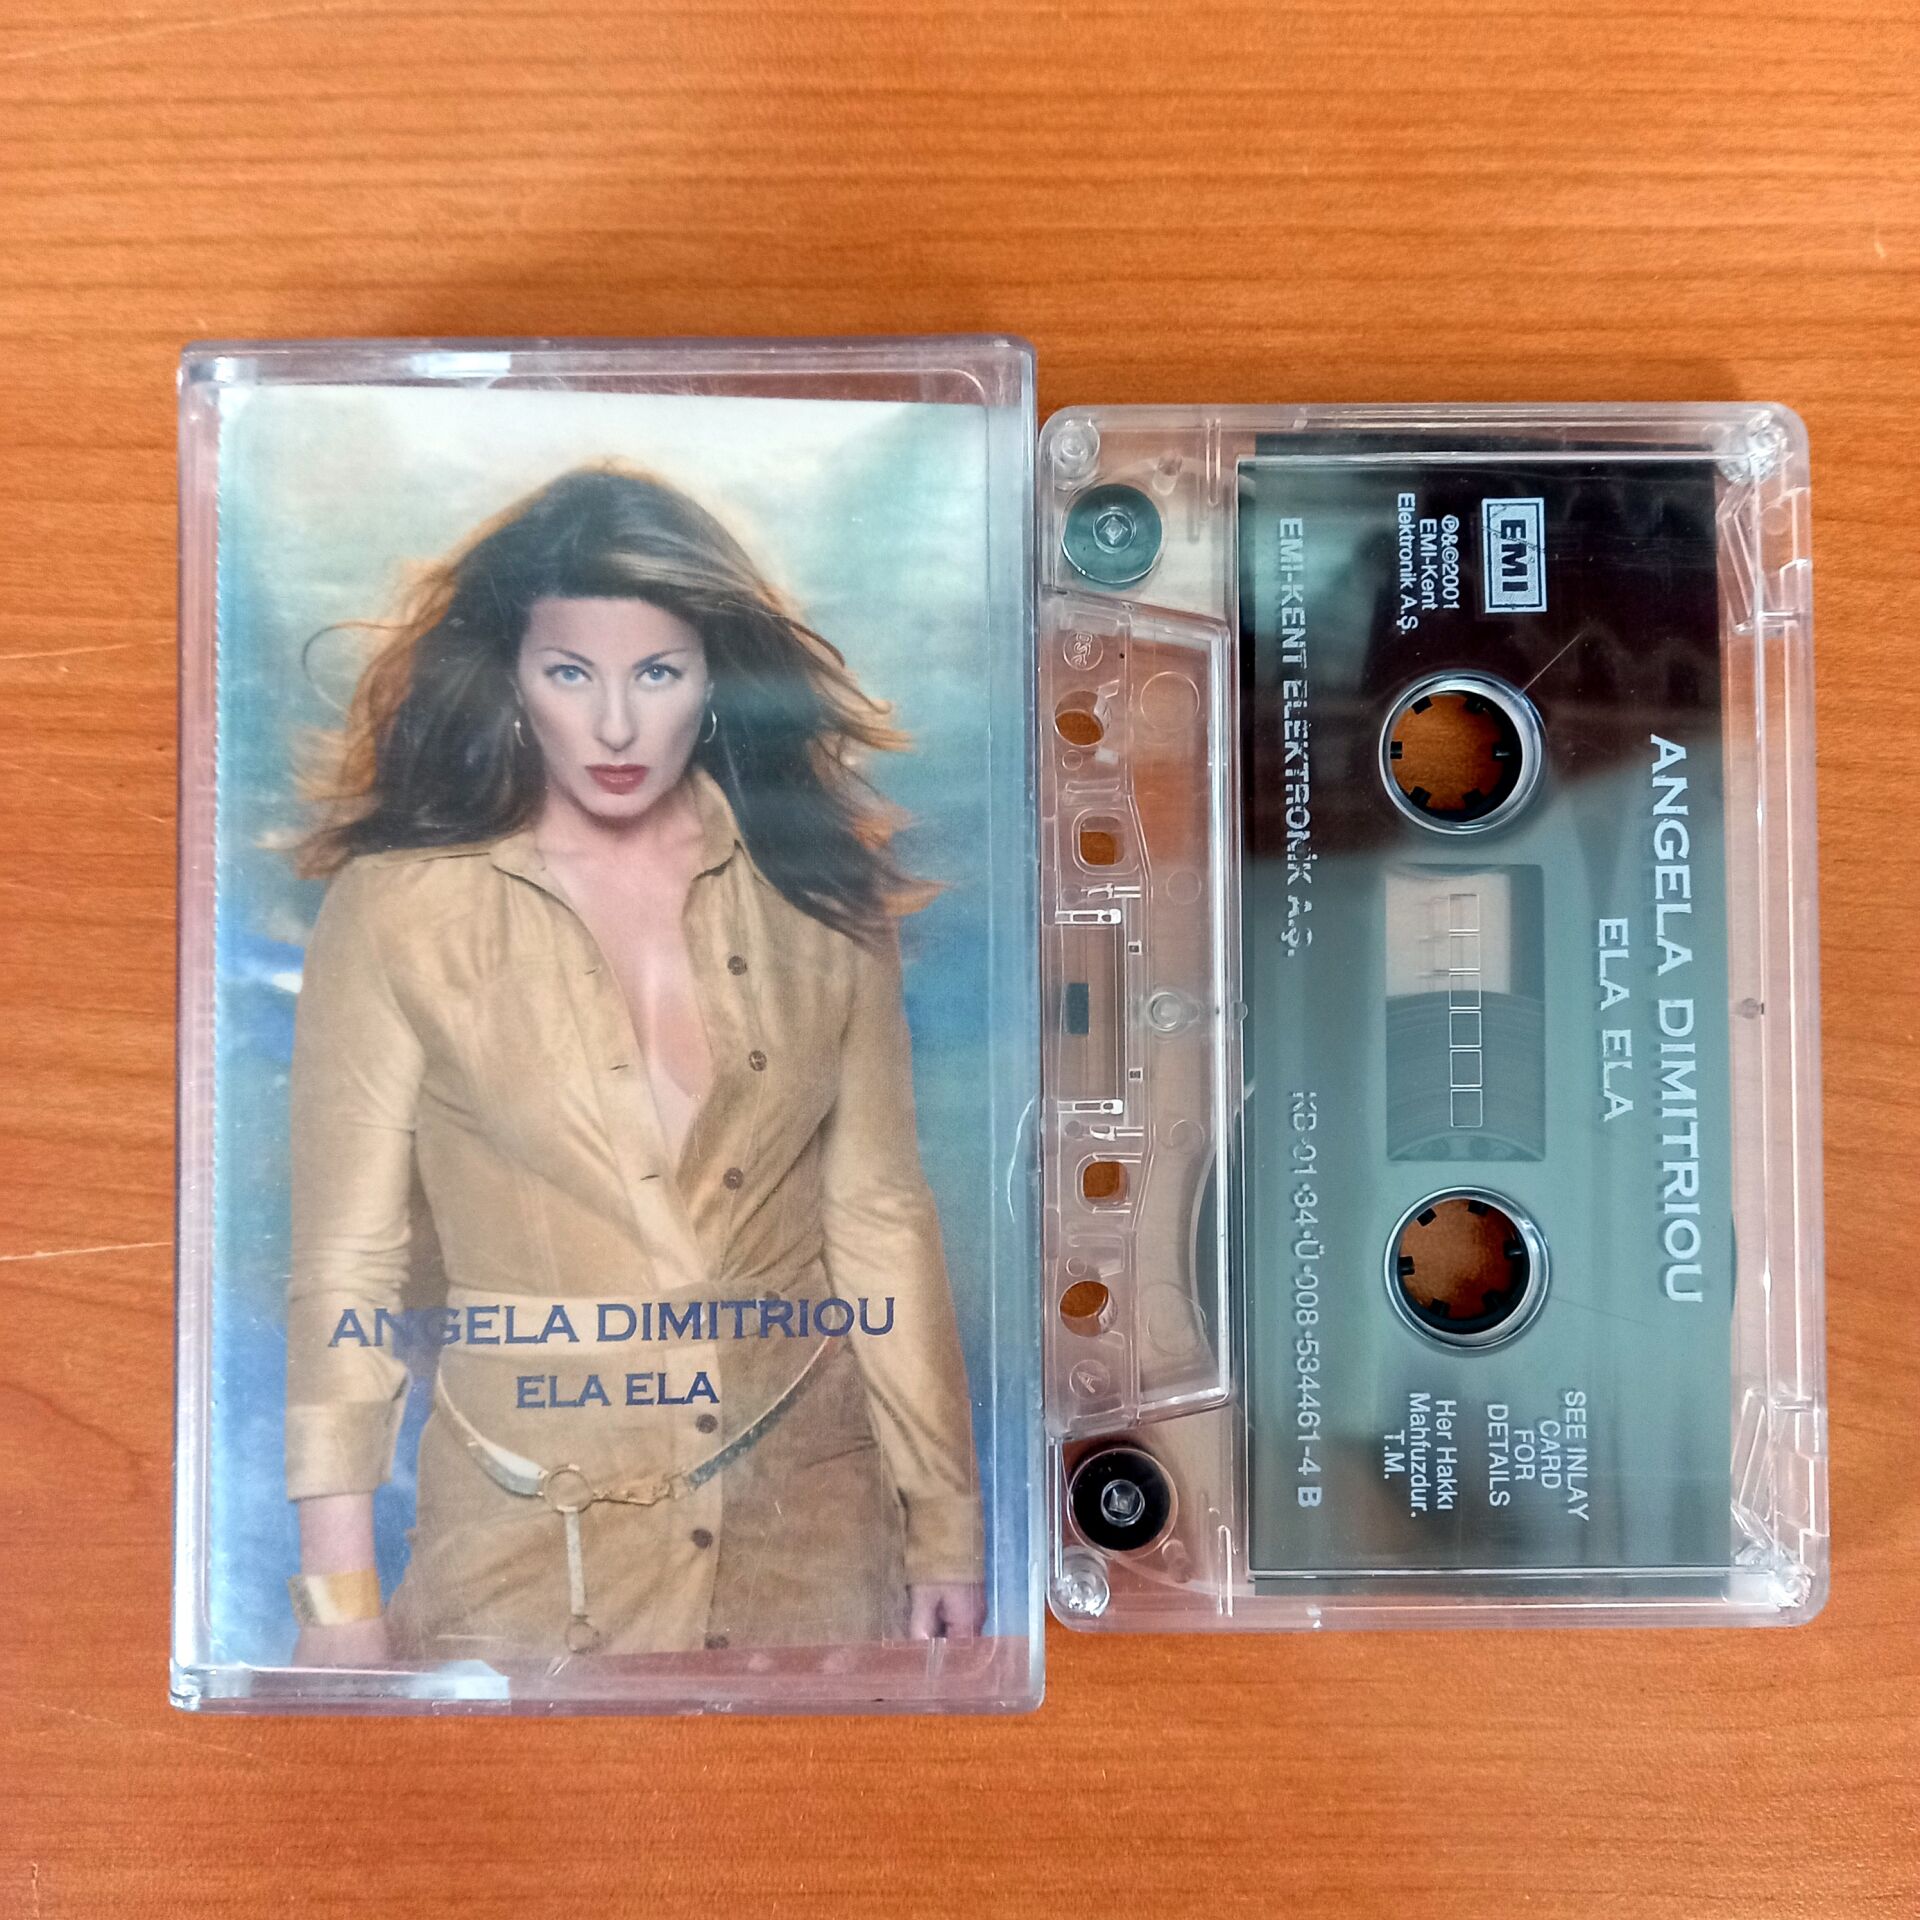 ANGELA DIMITRIOU
ELA ELA
ANGELA DIMITRIOU
ELA ELA
EMI
℗&©2001
EMI-Kent
Elektronik A.Ş.
SEE INLAY
CARD
FOR
DETAILS
Her Hakkı
Mahfuzdur.
T.M.
EMI-KENT ELEKTRONİK A.Ş.
KB•01•34•Ü•008•534461-4 B